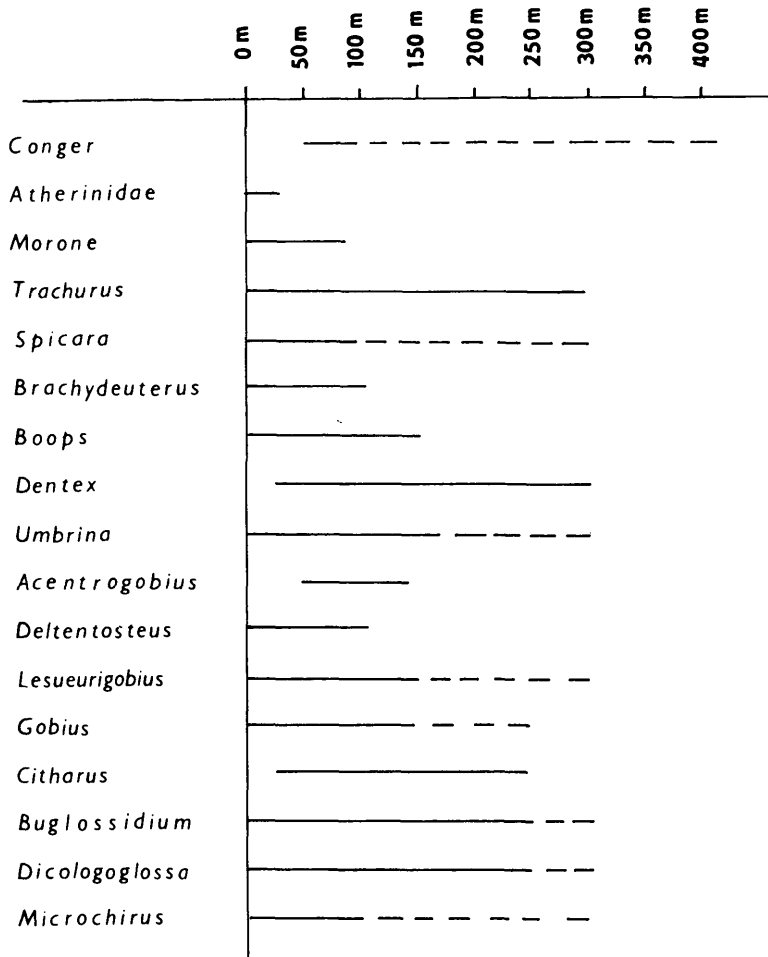 0 m 50 m 100 m 150 m 200 m 250 m 300 m 350 m 400 m
Conger
Atherinidae
Morone
Trachurus
Spicara
Brachydeuterus
Boops
Dentex
Umbrina
Acentrogobius
Deltentosteus
Lesueurigobius
Gobius
Citharus
Buglossidium
Dicologoglossa
Microchirus